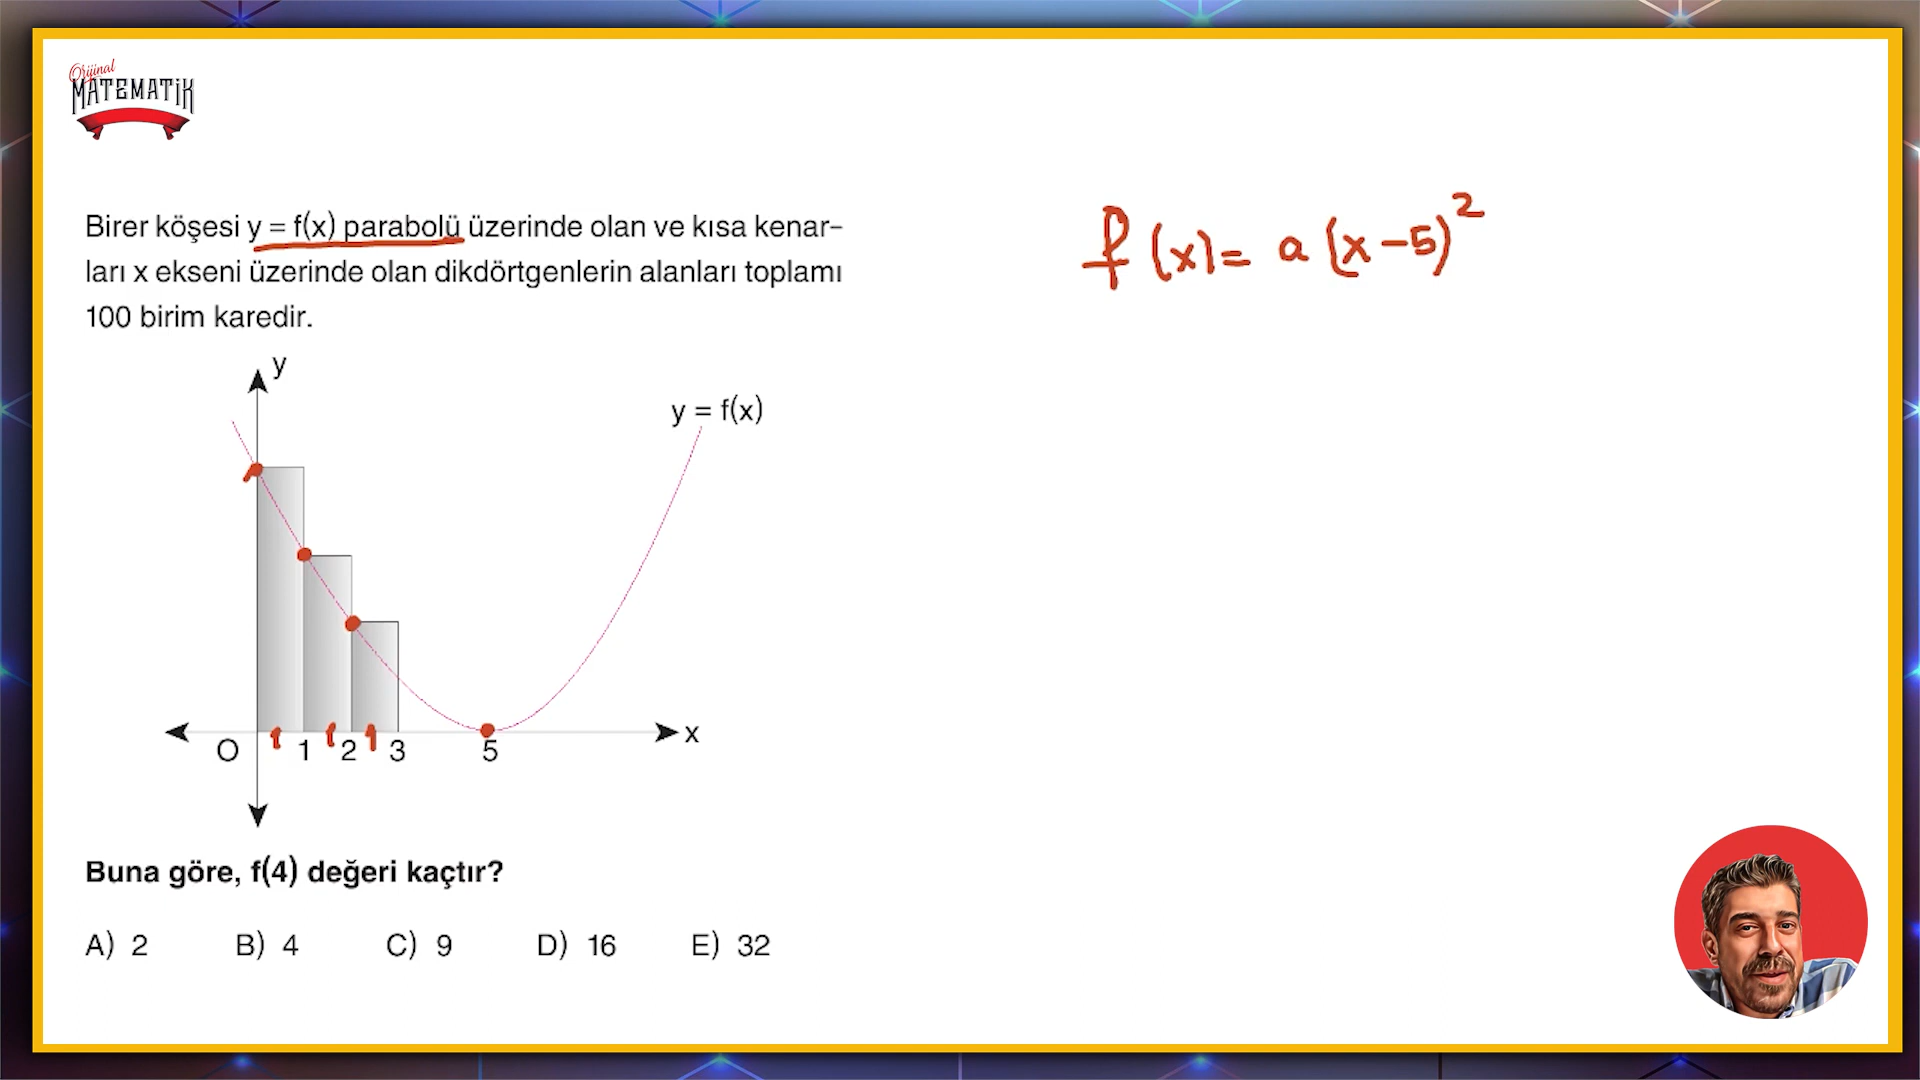 Orijinal
MATEMATİK
Birer köşesi y = f(x) parabolü üzerinde olan ve kısa kenar-
ları x ekseni üzerinde olan dikdörtgenlerin alanları toplamı
100 birim karedir.
f(x) = a(x-5)²
y
y = f(x)
1 1 1
x
O 1 2 3 5
Buna göre, f(4) değeri kaçtır?
A) 2 B) 4 C) 9 D) 16 E) 32